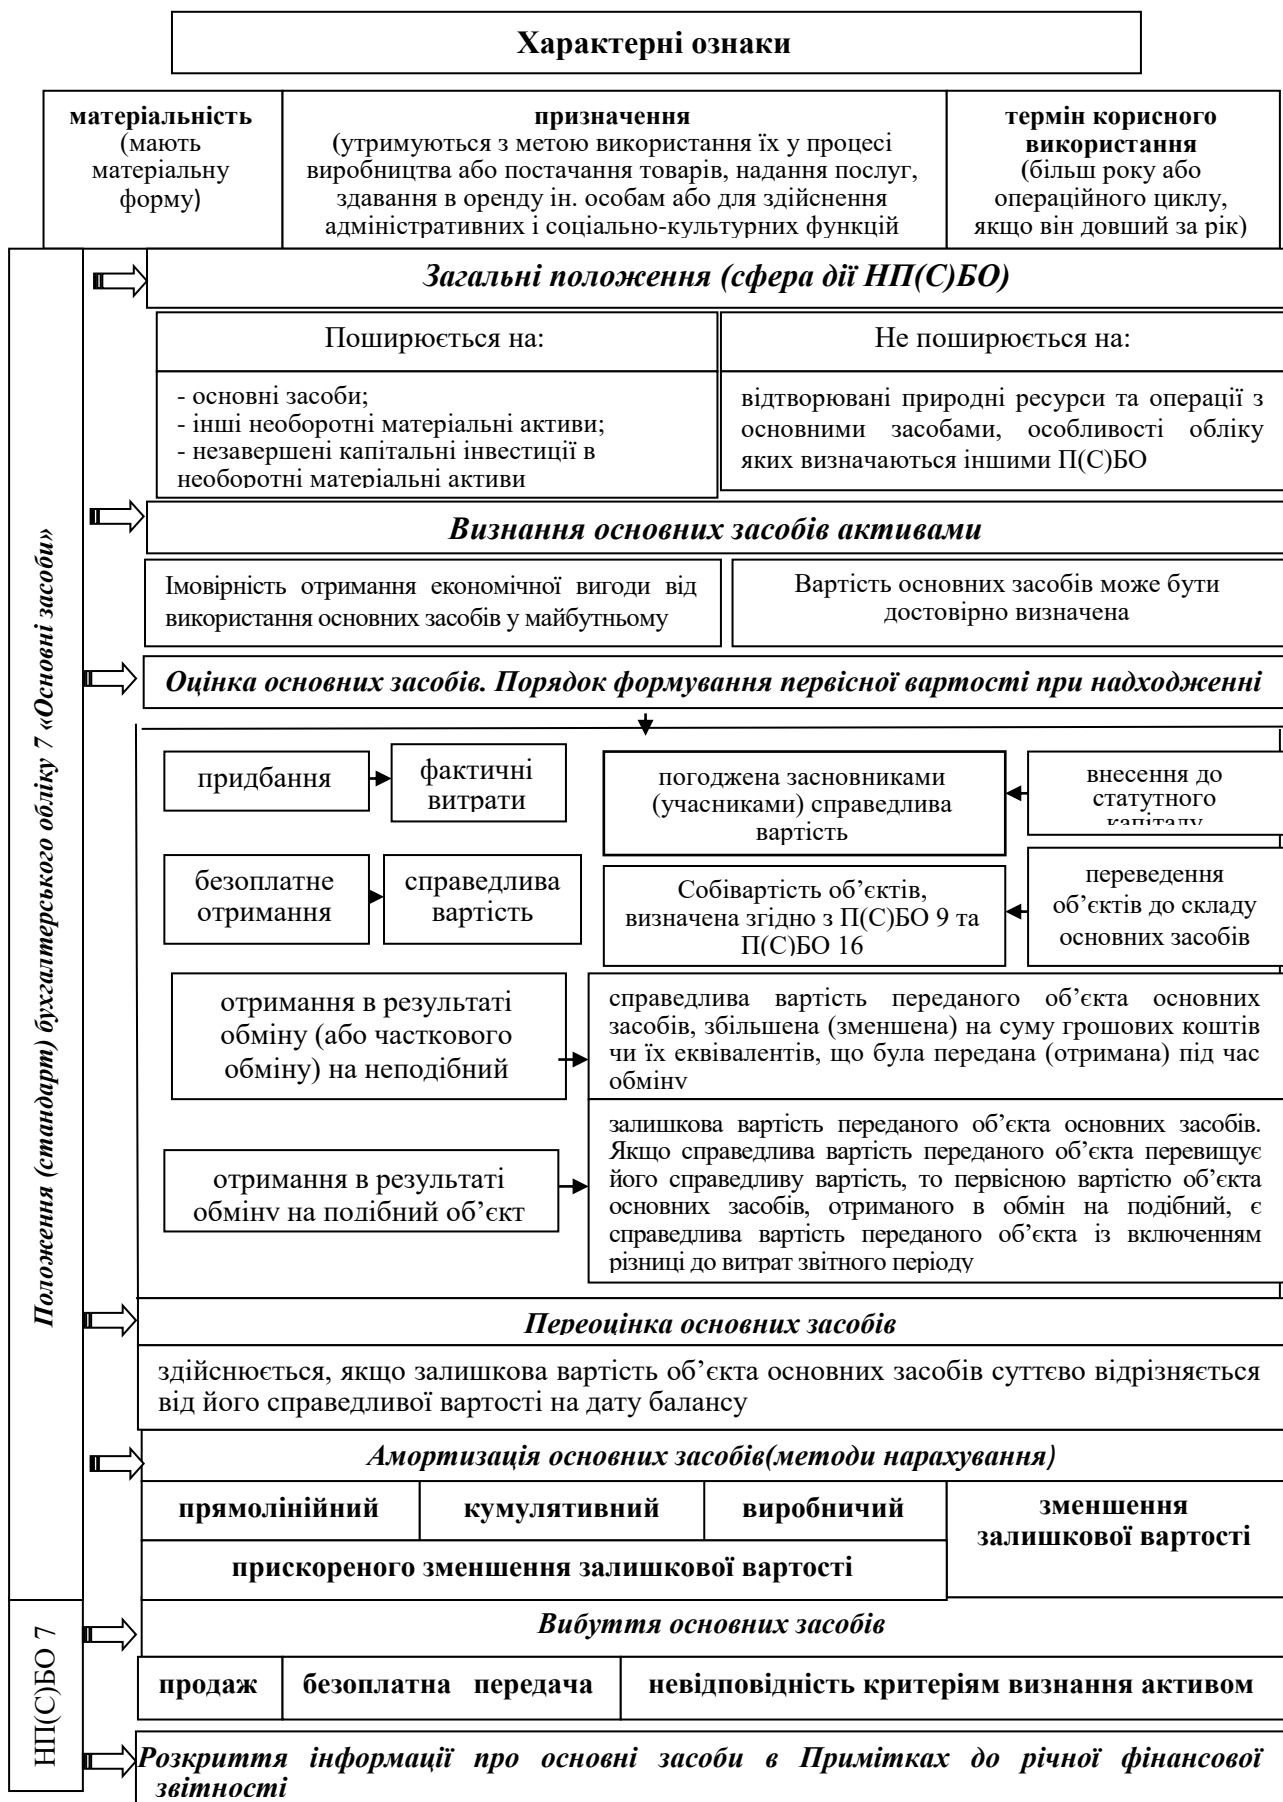 Характерні ознаки
матеріальність
(мають
матеріальну
форму)
призначення
(утримуються з метою використання їх у процесі
виробництва або постачання товарів, надання послуг,
здавання в оренду ін. особам або для здійснення
адміністративних і соціально-культурних функцій
термін корисного
використання
(більш року або
операційного циклу,
якщо він довший за рік)
Положення (стандарт) бухгалтерського обліку 7 «Основні засоби»
Загальні положення (сфера дії НП(С)БО)
Поширюється на:
- основні засоби;
- інші необоротні матеріальні активи;
- незавершені капітальні інвестиції в
необоротні матеріальні активи
Не поширюється на:
відтворювані природні ресурси та операції з
основними засобами, особливості обліку
яких визначаються іншими П(С)БО
Визнання основних засобів активами
Імовірність отримання економічної вигоди від
використання основних засобів у майбутньому
Вартість основних засобів може бути
достовірно визначена
Оцінка основних засобів. Порядок формування первісної вартості при надходженні
придбання
фактичні
витрати
погоджена засновниками
(учасниками) справедлива
вартість
внесення до
статутного
капіталу
безоплатне
отримання
справедлива
вартість
Собівартість об’єктів,
визначена згідно з П(С)БО 9 та
П(С)БО 16
переведення
об’єктів до складу
основних засобів
отримання в результаті
обміну (або часткового
обміну) на неподібний
справедлива вартість переданого об’єкта основних
засобів, збільшена (зменшена) на суму грошових коштів
чи їх еквівалентів, що була передана (отримана) під час
обміну
отримання в результаті
обміну на подібний об’єкт
залишкова вартість переданого об’єкта основних засобів.
Якщо справедлива вартість переданого об’єкта перевищує
його справедливу вартість, то первісною вартістю об’єкта
основних засобів, отриманого в обмін на подібний, є
справедлива вартість переданого об’єкта із включенням
різниці до витрат звітного періоду
Переоцінка основних засобів
здійснюється, якщо залишкова вартість об’єкта основних засобів суттєво відрізняється
від його справедливої вартості на дату балансу
Амортизація основних засобів(методи нарахування)
прямолінійний
кумулятивний
виробничий
зменшення
залишкової вартості
прискореного зменшення залишкової вартості
НП(С)БО 7
Вибуття основних засобів
продаж
безоплатна передача
невідповідність критеріям визнання активом
Розкриття інформації про основні засоби в Примітках до річної фінансової
звітності